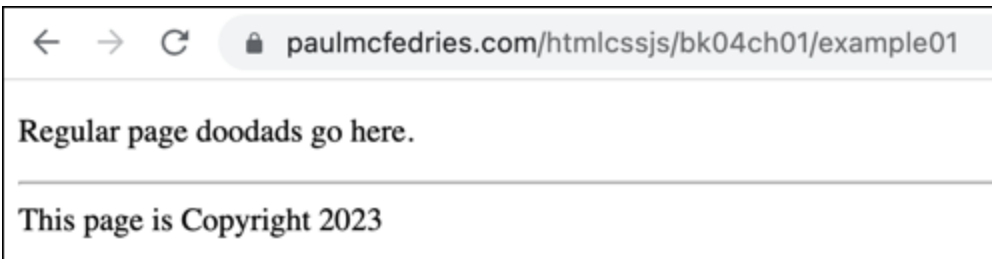 paulmcfedries.com/htmlcssjs/bk04ch01/example01
Regular page doodads go here.
This page is Copyright 2023